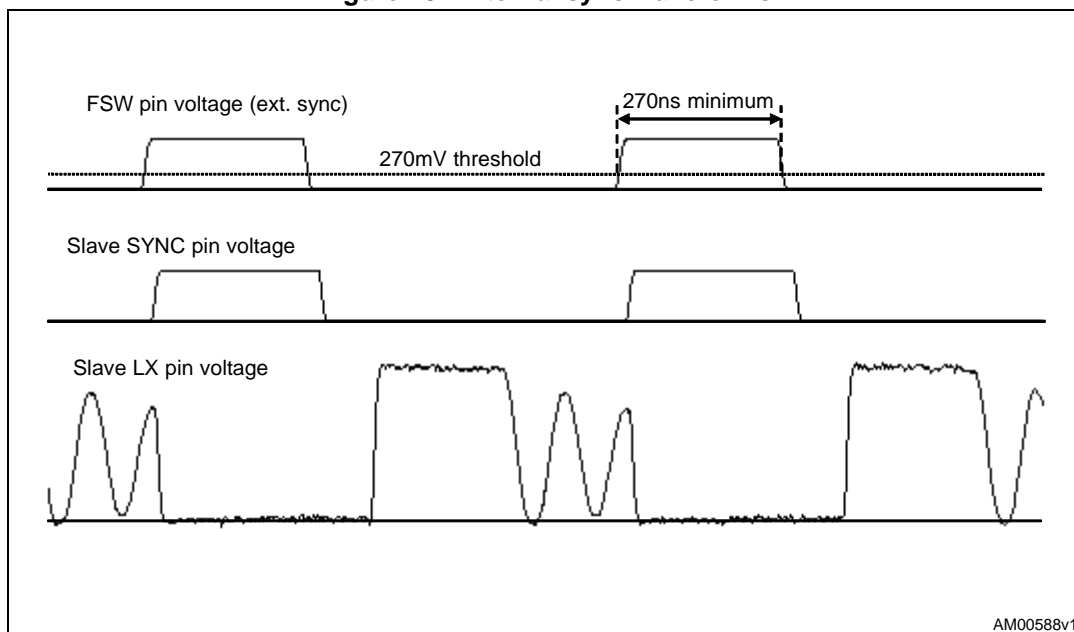 FSW pin voltage (ext. sync)
270ns minimum
270mV threshold
Slave SYNC pin voltage
Slave LX pin voltage
AM00588v1